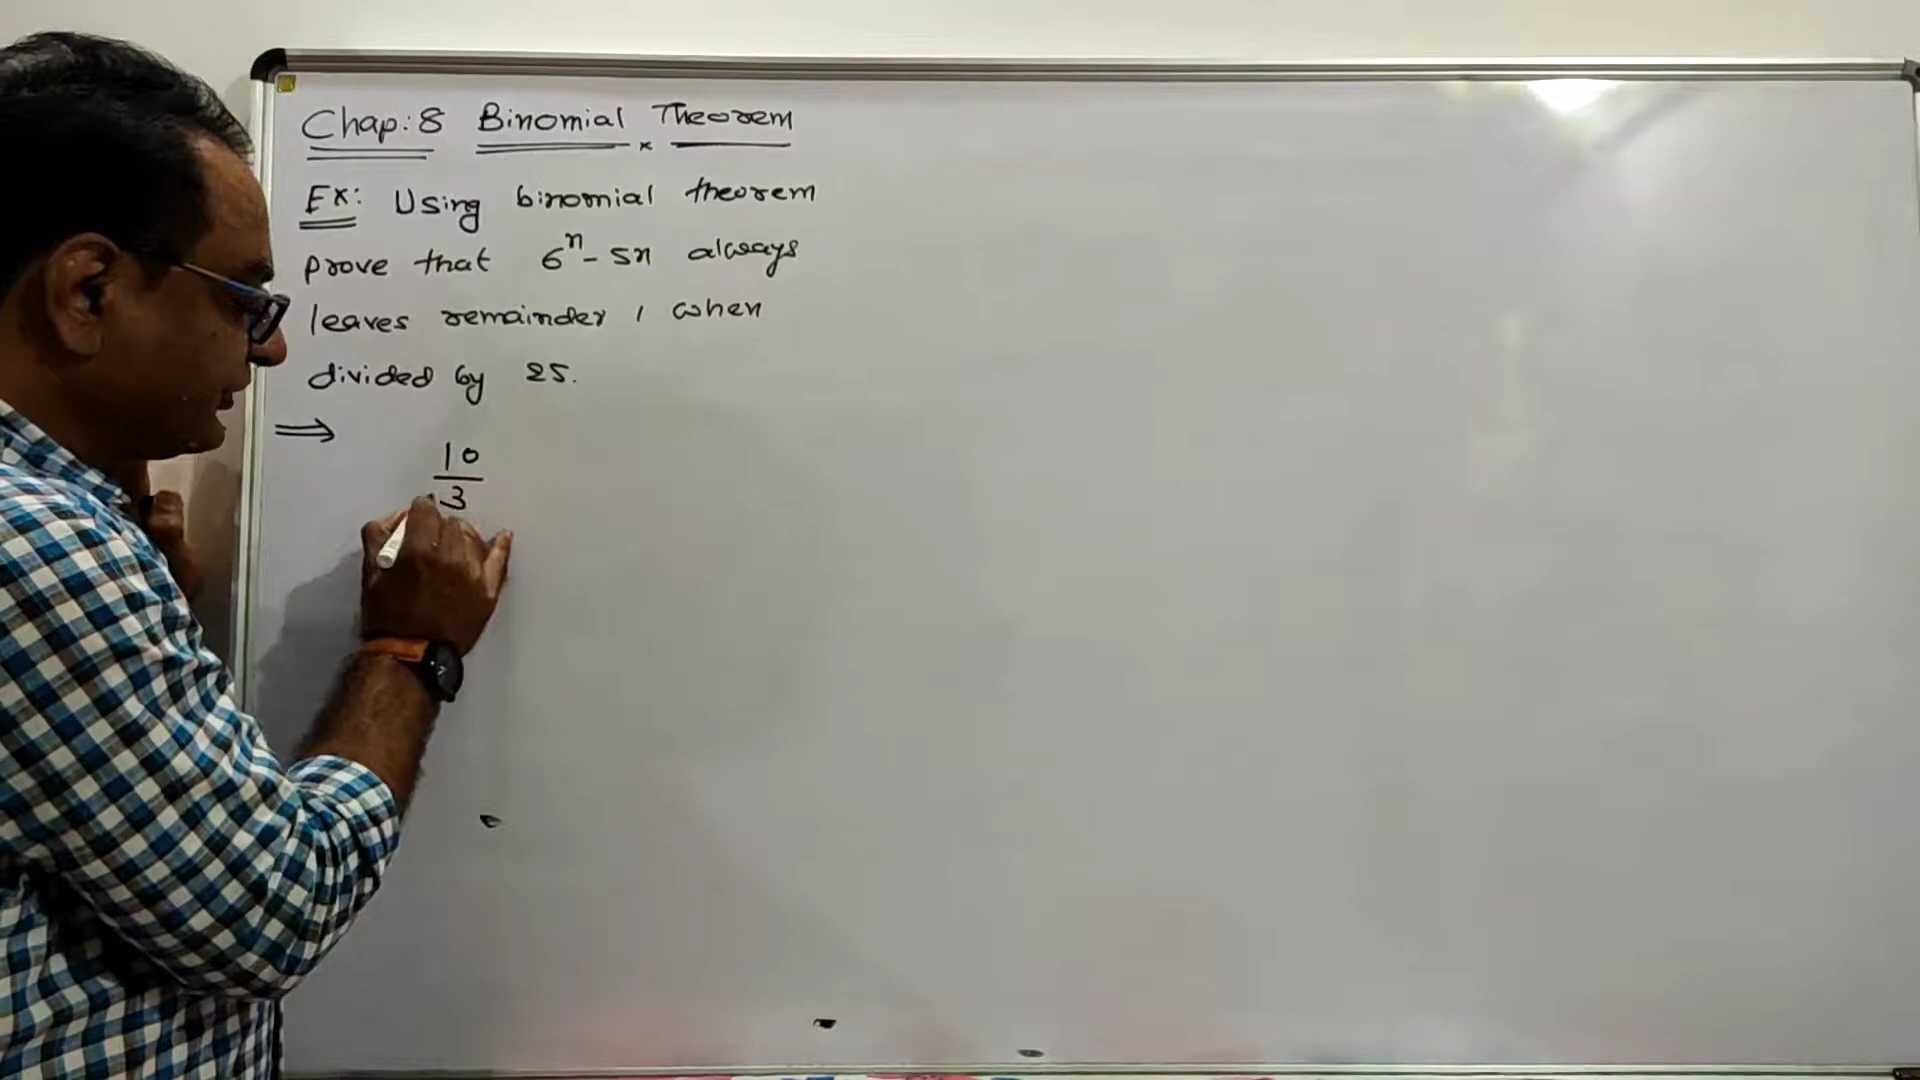 Chap:8 Binomial Theorem
Ex: Using binomial theorem
prove that 6ⁿ - 5n always
leaves remainder 1 when
divided by 25.
⇒
10
3